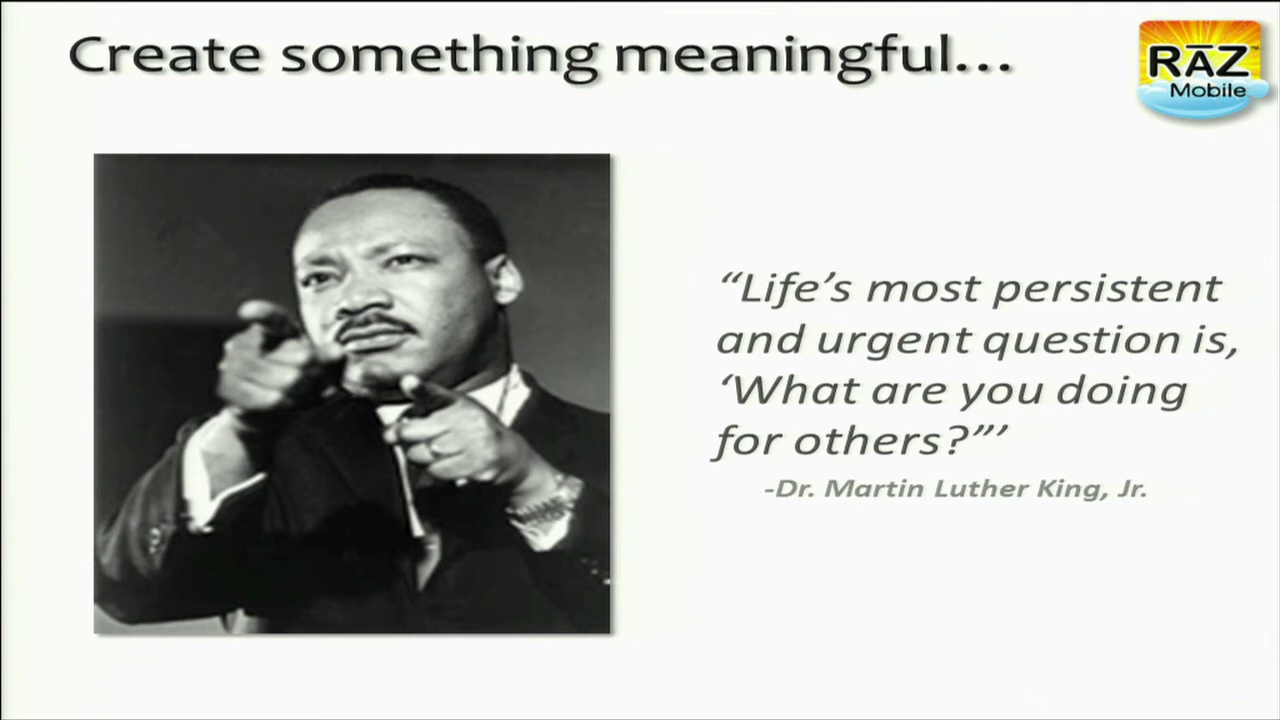 Create something meaningful...
RĀZ™
Mobile
“Life’s most persistent
and urgent question is,
‘What are you doing
for others?”’
-Dr. Martin Luther King, Jr.